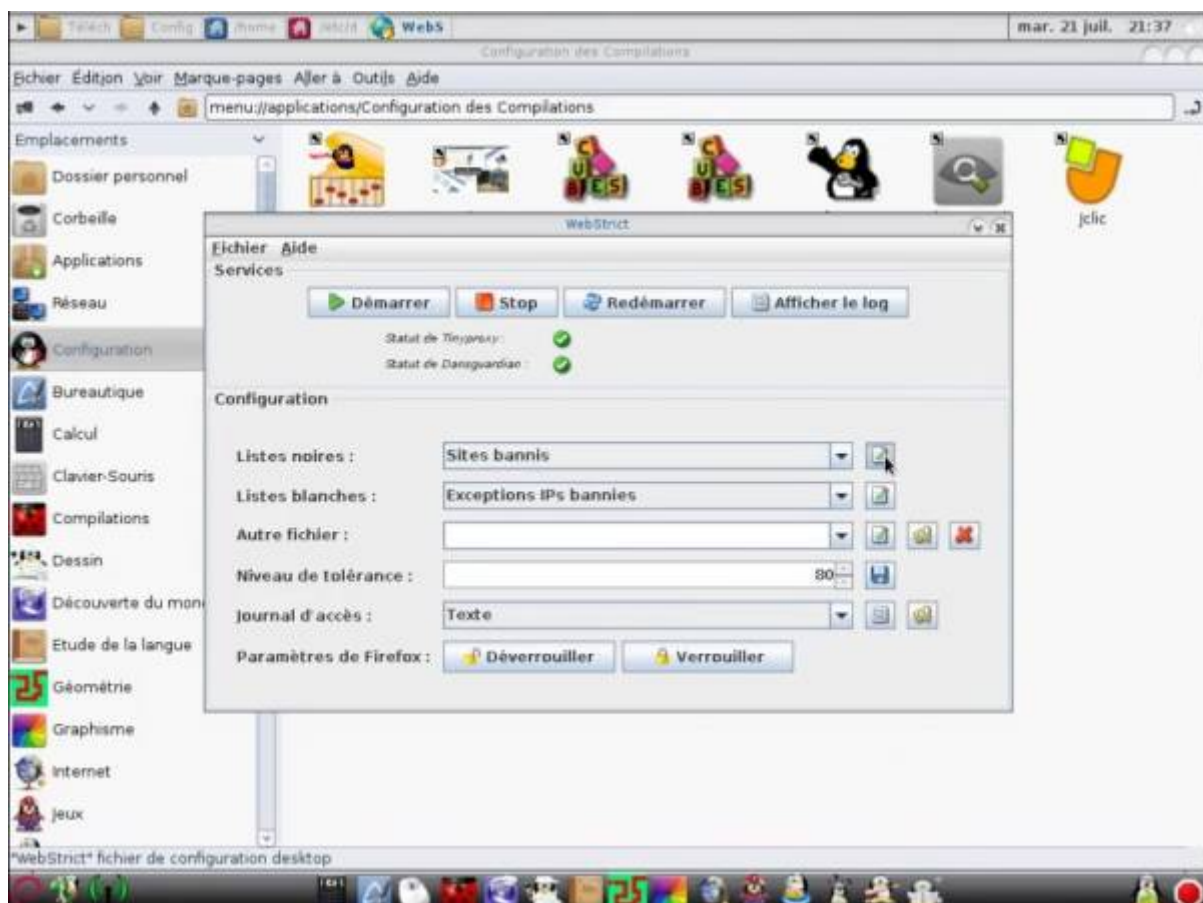 Téléch Config /home WebS mar. 21 juil. 21:37
Configuration des Compilations
Fichier Édition Voir Marque-pages Aller à Outils Aide
menu://applications/Configuration des Compilations
Emplacements
Dossier personnel
Corbeille
Applications
Réseau
Configuration
Bureautique
Calcul
Clavier-Souris
Compilations
Dessin
Découverte du mon
Etude de la langue
Géométrie
Graphisme
Internet
Jeux
CUBES
CUBES
Jclic
WebStrict
Fichier Aide
Services
Démarrer Stop Redémarrer Afficher le log
Statut de Tinyproxy :
Statut de Dansguardian :
Configuration
Listes noires : Sites bannis
Listes blanches : Exceptions IPs bannies
Autre fichier :
Niveau de tolérance : 80
Journal d'accès : Texte
Paramètres de Firefox : Déverrouiller Verrouiller
"WebStrict" fichier de configuration desktop